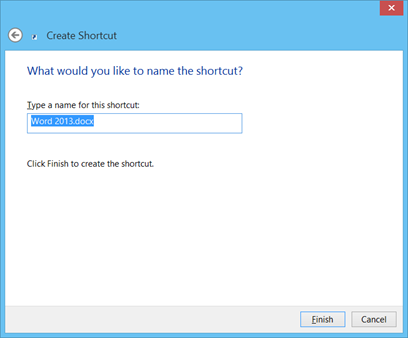 Create Shortcut
What would you like to name the shortcut?
Type a name for this shortcut:
Word 2013.docx
Click Finish to create the shortcut.
Finish
Cancel